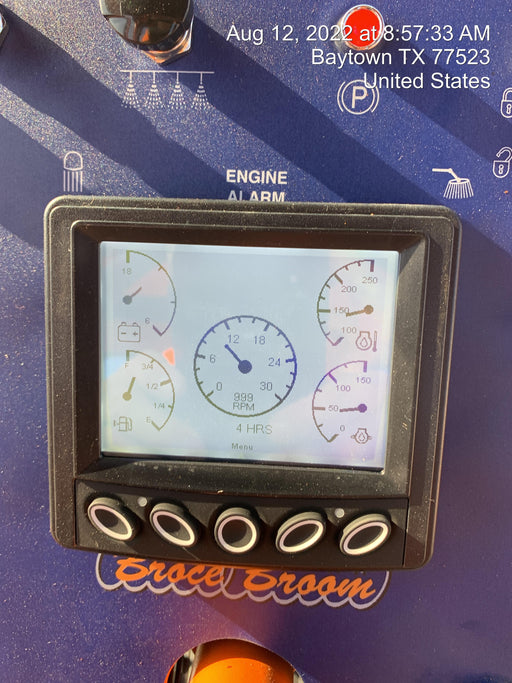 Aug 12, 2022 at 8:57:33 AM
Baytown TX 77523
United States
P
ENGINE
ALARM
18
6
F 3/4
1/2
1/4
E
12 18
6 24
0 30
999
RPM
4 HRS
Menu
250
200
150
100
150
100
50
0
Broce Broom